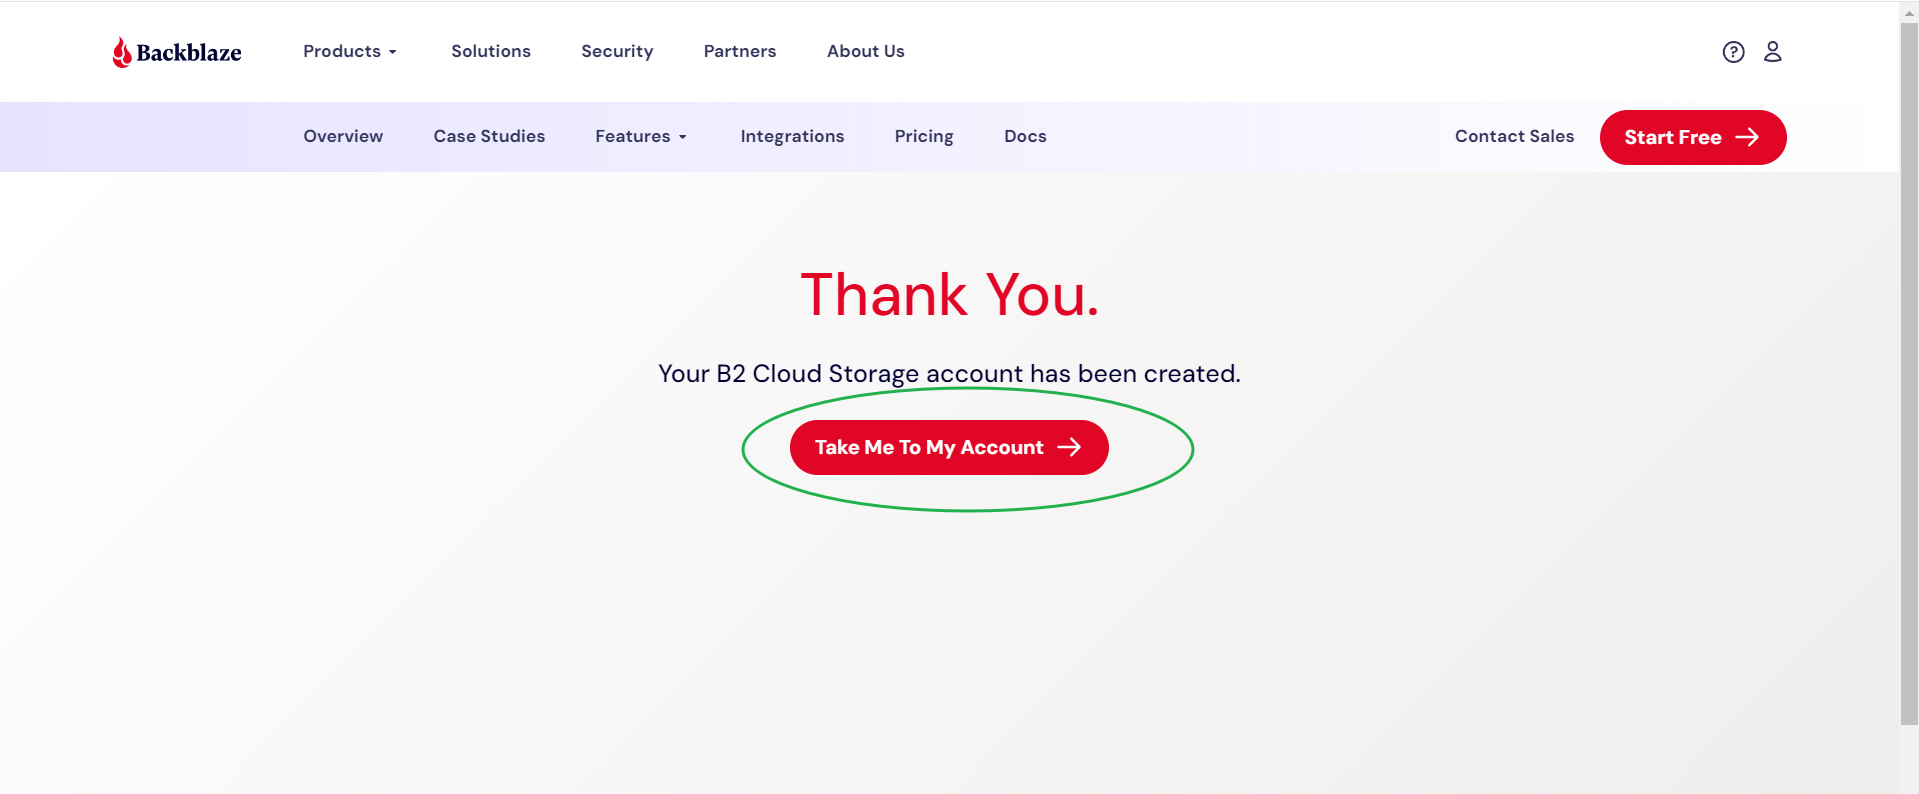 Backblaze Products Solutions Security Partners About Us
Overview Case Studies Features Integrations Pricing Docs Contact Sales Start Free
Thank You.
Your B2 Cloud Storage account has been created.
Take Me To My Account